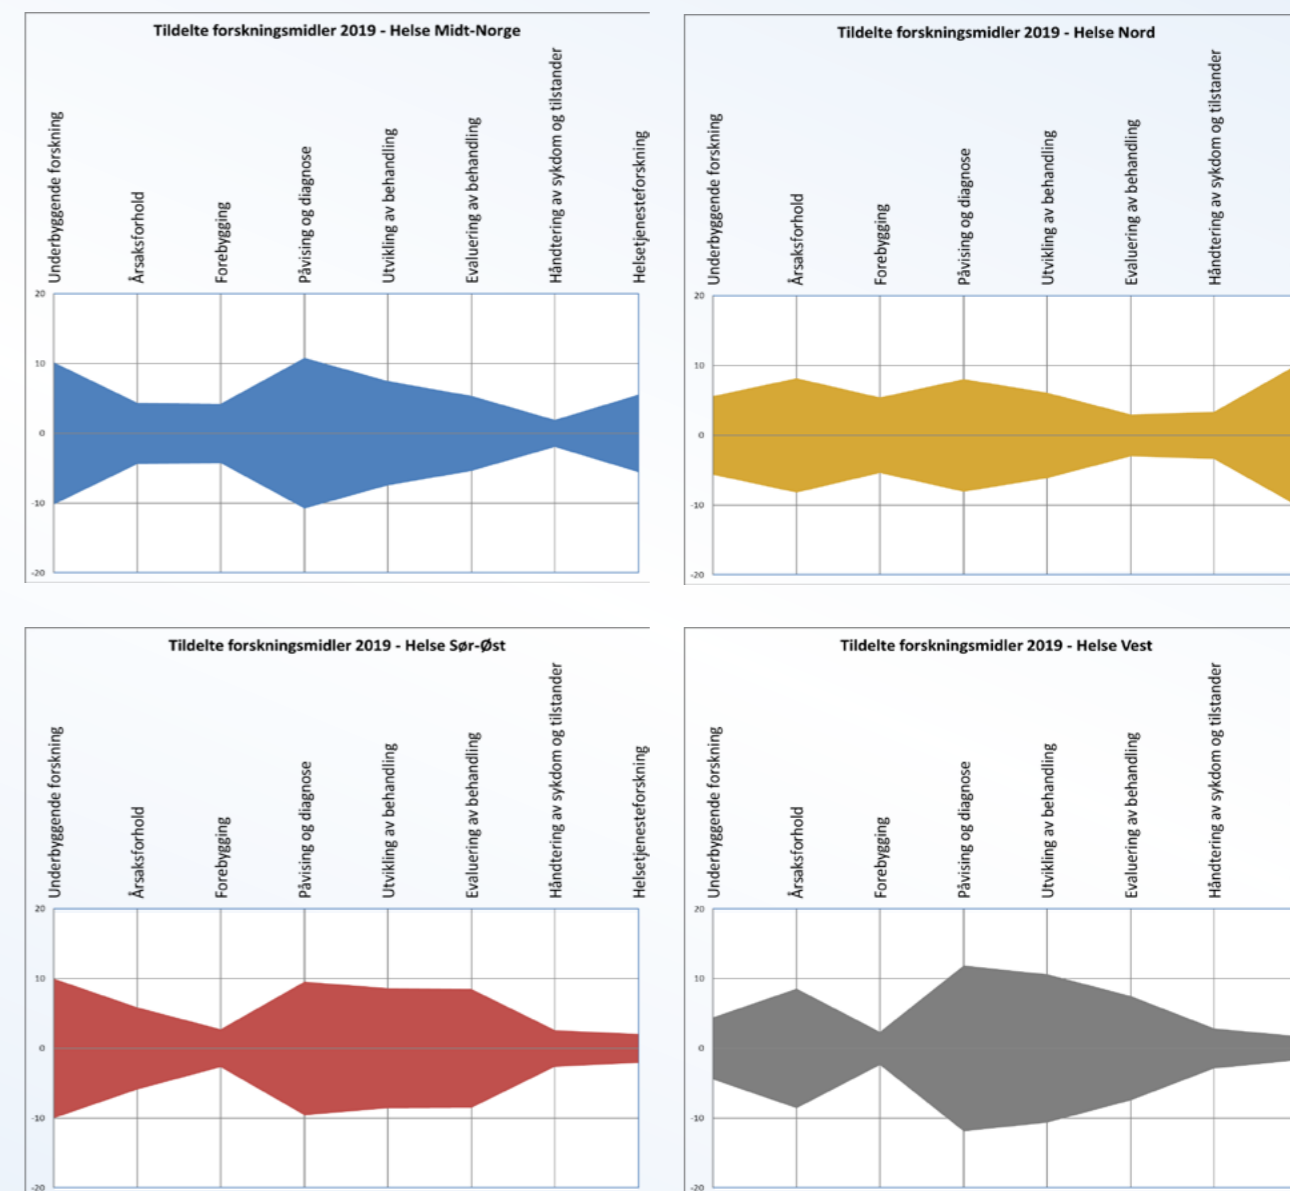 Tildelte forskningsmidler 2019 - Helse Midt-Norge
Underbyggende forskning
Årsaksforhold
Forebygging
Påvising og diagnose
Utvikling av behandling
Evaluering av behandling
Håndtering av sykdom og tilstander
Helsetjenesteforskning
20
10
0
-10
-20
Tildelte forskningsmidler 2019 - Helse Nord
Underbyggende forskning
Årsaksforhold
Forebygging
Påvising og diagnose
Utvikling av behandling
Evaluering av behandling
Håndtering av sykdom og tilstander
20
10
0
-10
-20
Tildelte forskningsmidler 2019 - Helse Sør-Øst
Underbyggende forskning
Årsaksforhold
Forebygging
Påvising og diagnose
Utvikling av behandling
Evaluering av behandling
Håndtering av sykdom og tilstander
Helsetjenesteforskning
20
10
0
-10
-20
Tildelte forskningsmidler 2019 - Helse Vest
Underbyggende forskning
Årsaksforhold
Forebygging
Påvising og diagnose
Utvikling av behandling
Evaluering av behandling
Håndtering av sykdom og tilstander
20
10
0
-10
-20